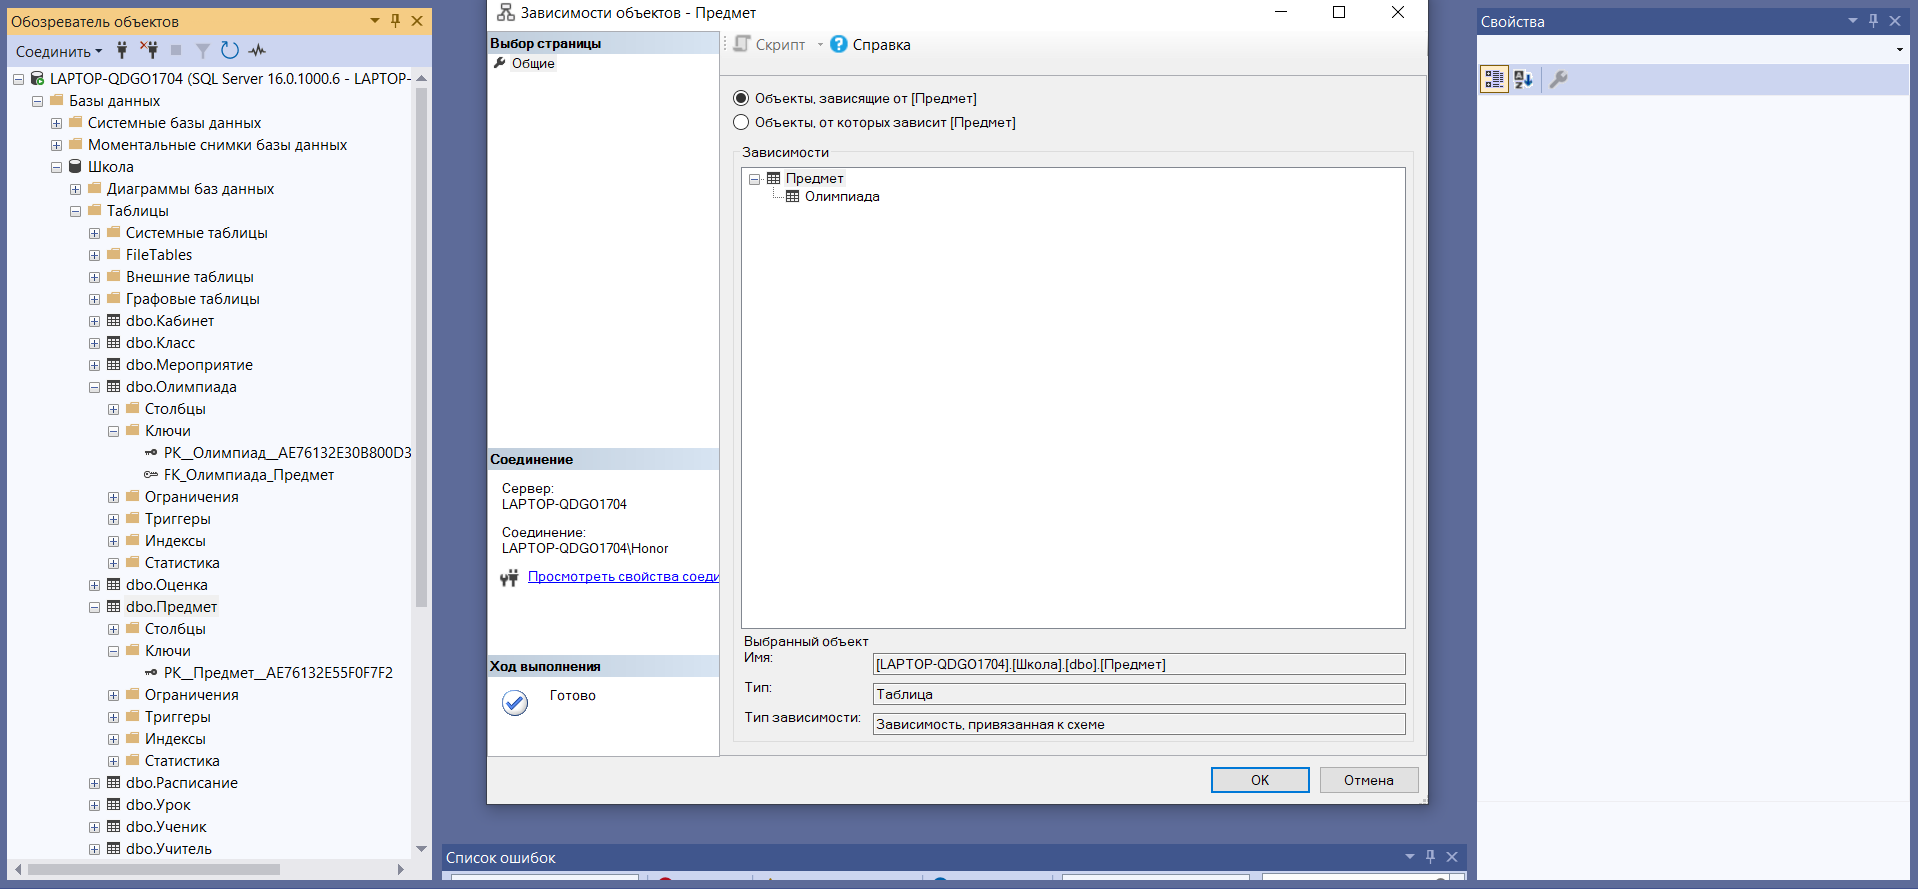 Обозреватель объектов
Соединить
LAPTOP-QDGO1704 (SQL Server 16.0.1000.6 - LAPTOP-
Базы данных
Системные базы данных
Моментальные снимки базы данных
Школа
Диаграммы баз данных
Таблицы
Системные таблицы
FileTables
Внешние таблицы
Графовые таблицы
dbo.Кабинет
dbo.Класс
dbo.Мероприятие
dbo.Олимпиада
Столбцы
Ключи
PK__Олимпиад__AE76132E30B800D3
FK_Олимпиада_Предмет
Ограничения
Триггеры
Индексы
Статистика
dbo.Оценка
dbo.Предмет
Столбцы
Ключи
PK__Предмет__AE76132E55F0F7F2
Ограничения
Триггеры
Индексы
Статистика
dbo.Расписание
dbo.Урок
dbo.Ученик
dbo.Учитель
Зависимости объектов - Предмет
Выбор страницы
Общие
Скрипт
Справка
Объекты, зависящие от [Предмет]
Объекты, от которых зависит [Предмет]
Зависимости
Предмет
Олимпиада
Соединение
Сервер:
LAPTOP-QDGO1704
Соединение:
LAPTOP-QDGO1704\Honor
Просмотреть свойства соеди
Ход выполнения
Готово
Выбранный объект
Имя:
[LAPTOP-QDGO1704].[Школа].[dbo].[Предмет]
Тип:
Таблица
Тип зависимости:
Зависимость, привязанная к схеме
OK
Отмена
Список ошибок
Свойства